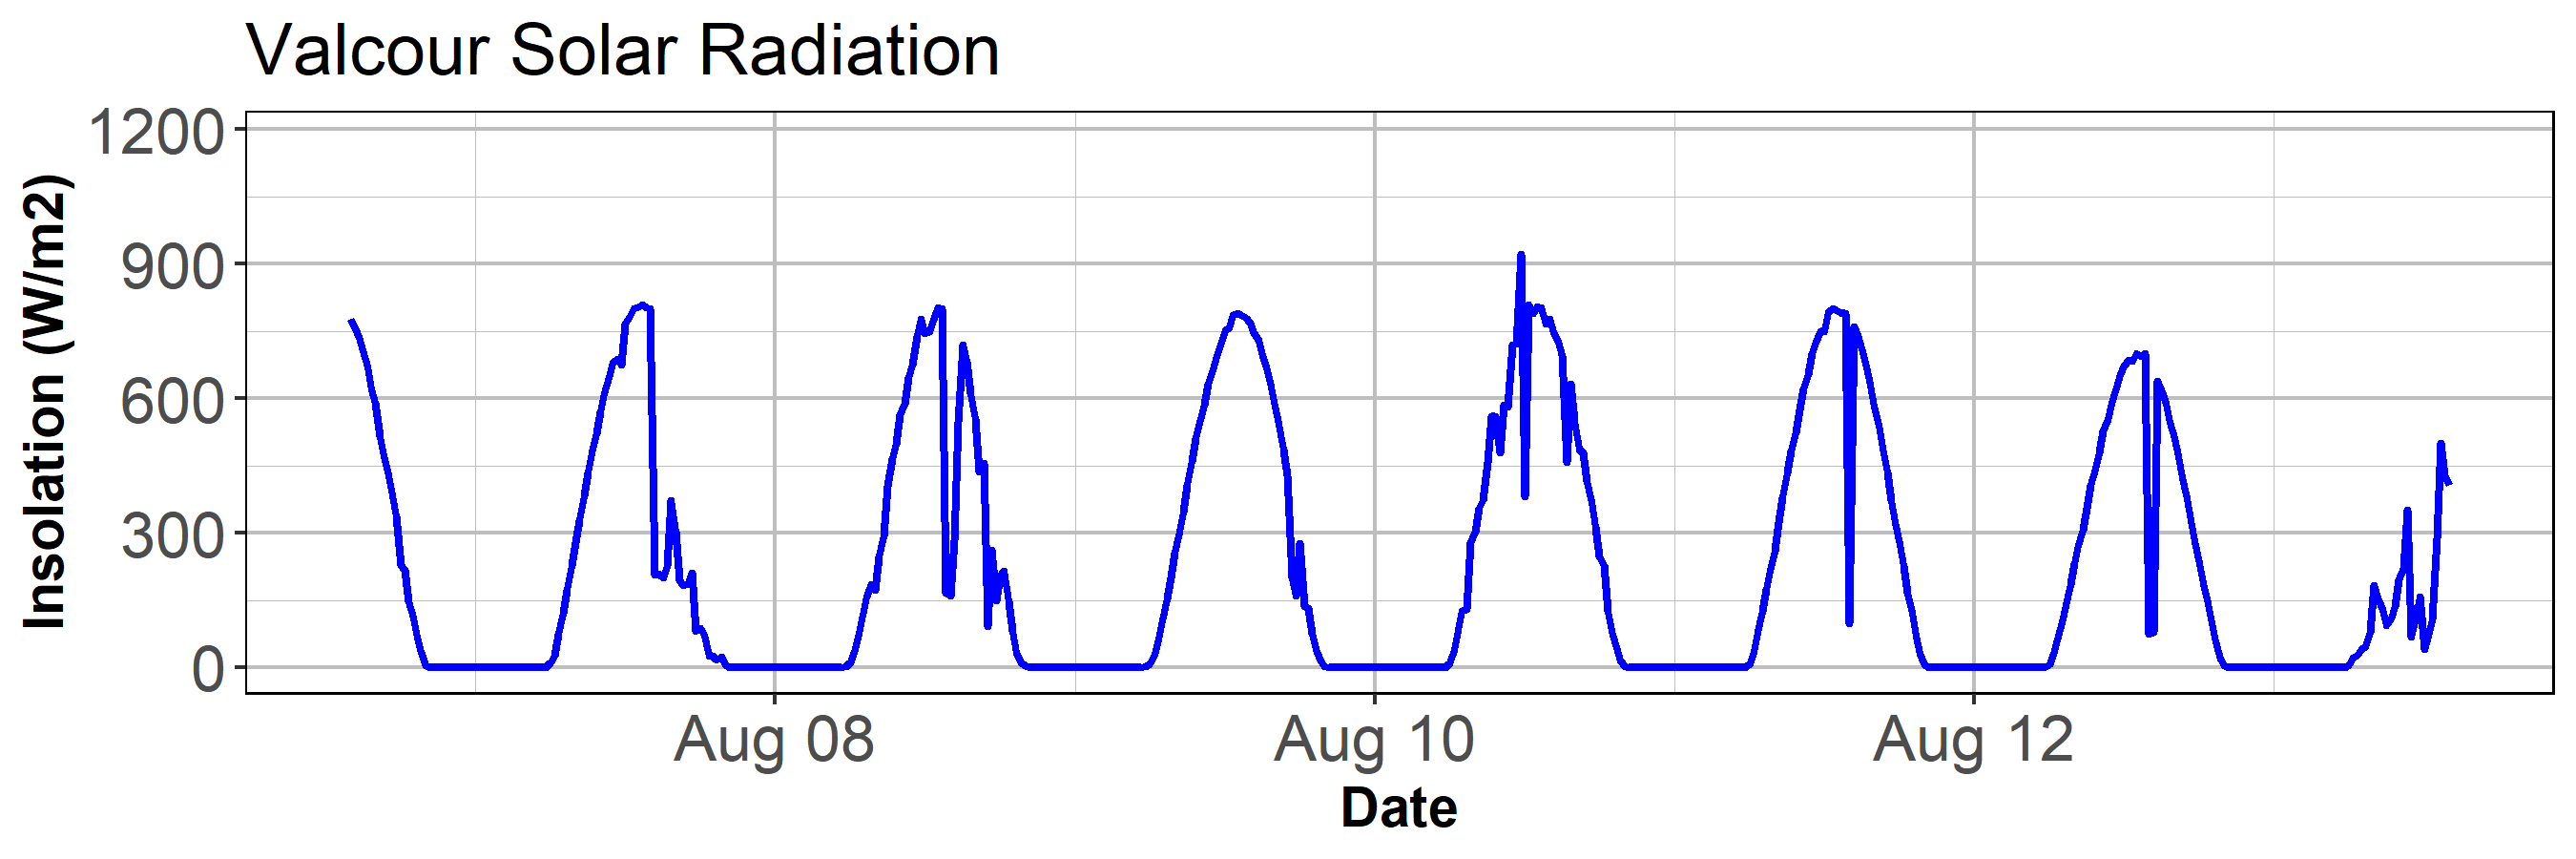 Valcour Solar Radiation
1200
900
600
300
0
Insolation (W/m2)
Aug 08 Aug 10 Aug 12
Date